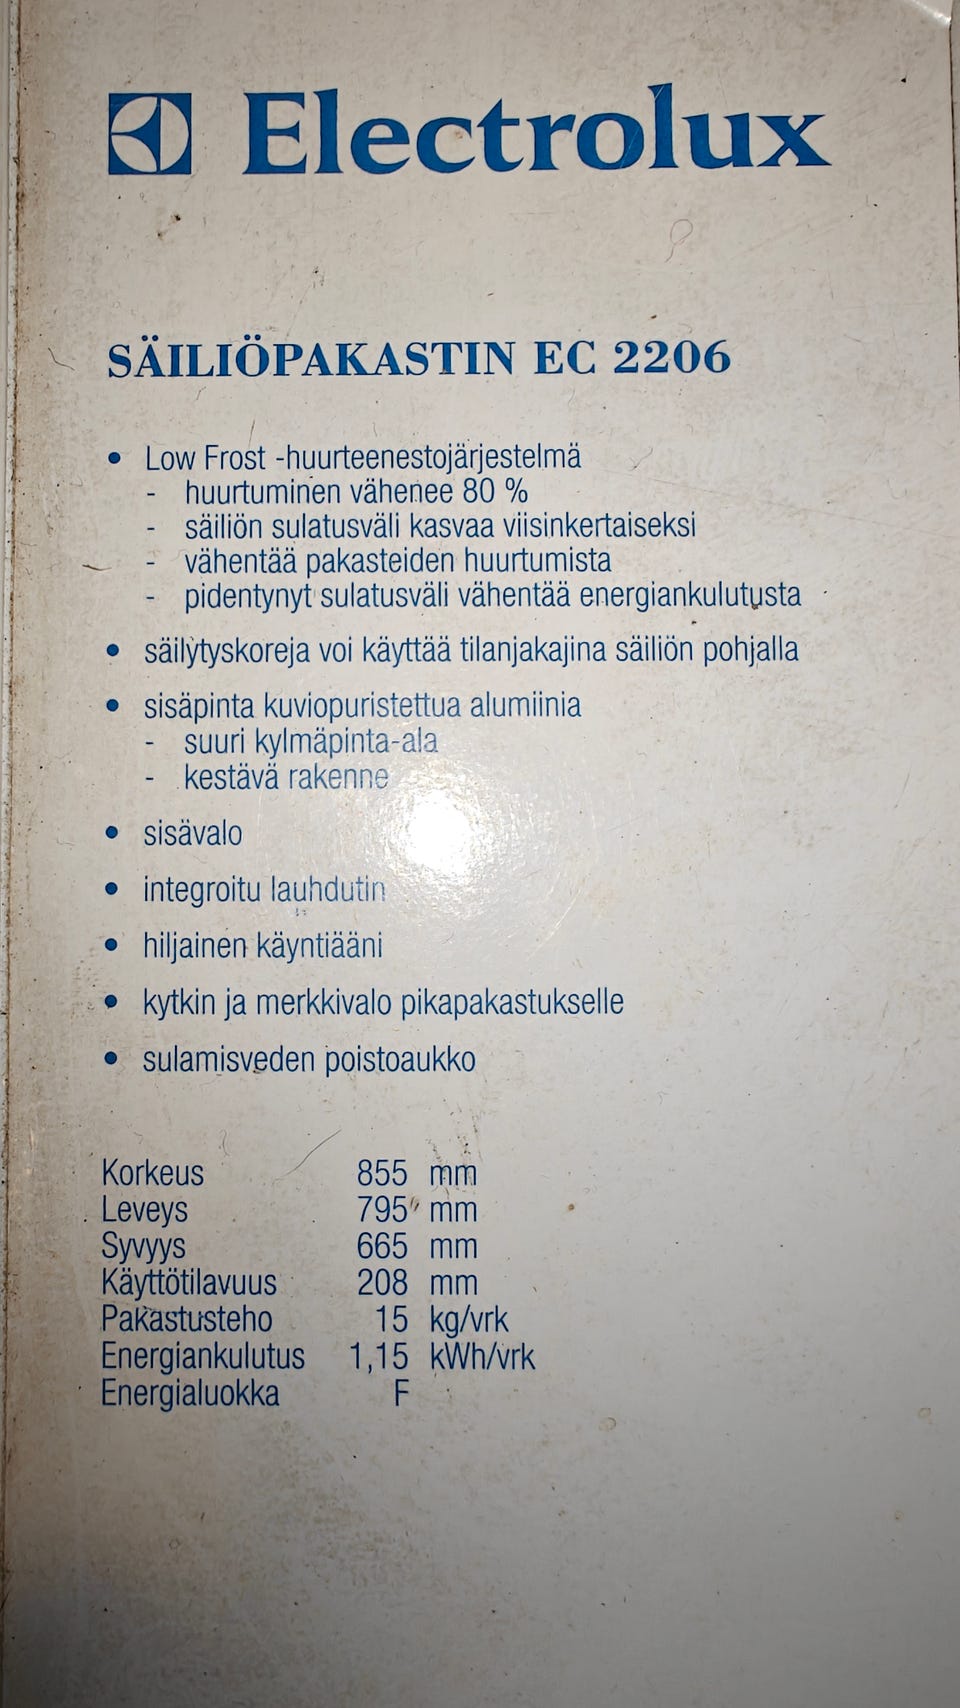 Electrolux
SÄILIÖPAKASTIN EC 2206
• Low Frost -huurteenestojärjestelmä
- huurtuminen vähenee 80 %
- säiliön sulatusväli kasvaa viisinkertaiseksi
- vähentää pakasteiden huurtumista
- pidentynyt sulatusväli vähentää energiankulutusta
• säilytyskoreja voi käyttää tilanjakajina säiliön pohjalla
• sisäpinta kuviopuristettua alumiinia
- suuri kylmäpinta-ala
- kestävä rakenne
• sisävalo
• integroitu lauhdutin
• hiljainen käyntiääni
• kytkin ja merkkivalo pikapakastukselle
• sulamisveden poistoaukko
Korkeus 855 mm
Leveys 795 mm
Syvyys 665 mm
Käyttötilavuus 208 mm
Pakastusteho 15 kg/vrk
Energiankulutus 1,15 kWh/vrk
Energialuokka F